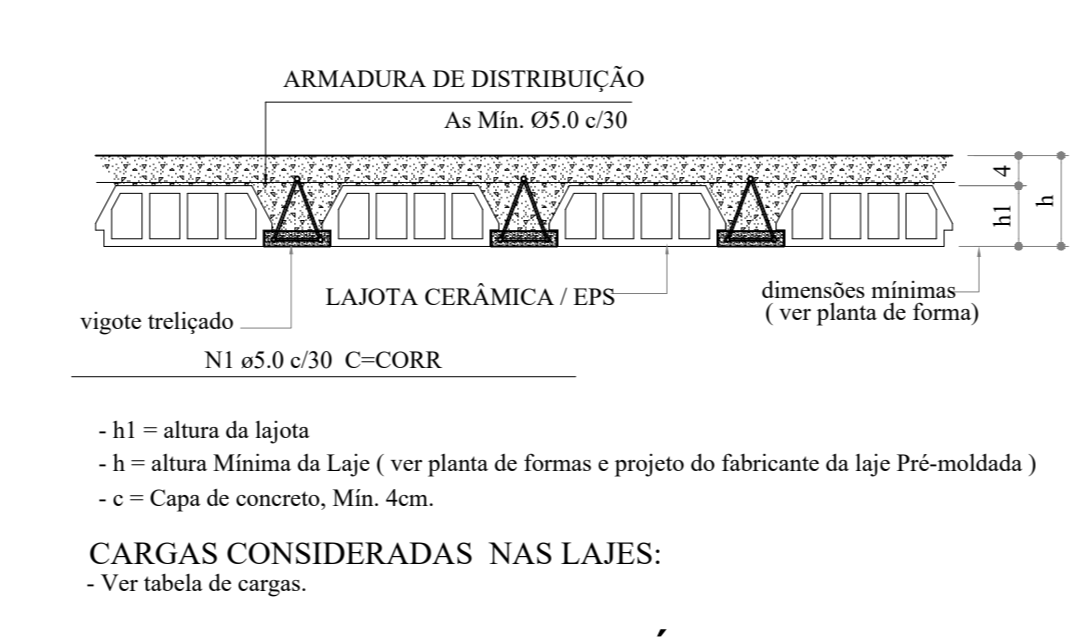 ARMADURA DE DISTRIBUIÇÃO
As Mín. Ø5.0 c/30
4
h1
h
LAJOTA CERÂMICA / EPS
dimensões mínimas
( ver planta de forma)
vigote treliçado
N1 ø5.0 c/30 C=CORR
- h1 = altura da lajota
- h = altura Mínima da Laje ( ver planta de formas e projeto do fabricante da laje Pré-moldada )
- c = Capa de concreto, Mín. 4cm.
CARGAS CONSIDERADAS NAS LAJES:
- Ver tabela de cargas.